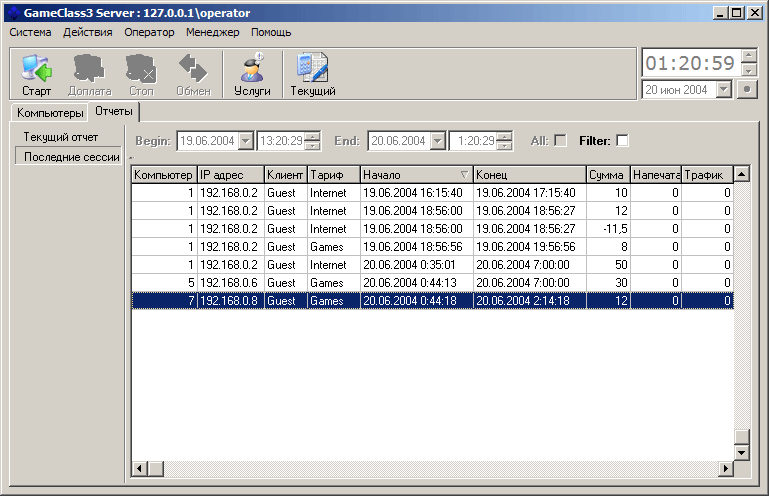 GameClass3 Server : 127.0.0.1\operator
Система Действия Оператор Менеджер Помощь
Старт Доплата Стоп Обмен Услуги Текущий
01:20:59
20 июн 2004
Компьютеры Отчеты
Текущий отчет
Последние сессии
Begin: 19.06.2004 13:20:29 End: 20.06.2004 1:20:29 All: Filter:
Компьютер IP адрес Клиент Тариф Начало Конец Сумма Напечата Трафик
1 192.168.0.2 Guest Internet 19.06.2004 16:15:40 19.06.2004 17:15:40 10 0 0
1 192.168.0.2 Guest Internet 19.06.2004 18:56:00 19.06.2004 18:56:27 12 0 0
1 192.168.0.2 Guest Internet 19.06.2004 18:56:00 19.06.2004 18:56:27 -11,5 0 0
1 192.168.0.2 Guest Games 19.06.2004 18:56:56 19.06.2004 19:56:56 8 0 0
1 192.168.0.2 Guest Internet 20.06.2004 0:35:01 20.06.2004 7:00:00 50 0 0
5 192.168.0.6 Guest Games 20.06.2004 0:44:13 20.06.2004 7:00:00 30 0 0
7 192.168.0.8 Guest Games 20.06.2004 0:44:18 20.06.2004 2:14:18 12 0 0